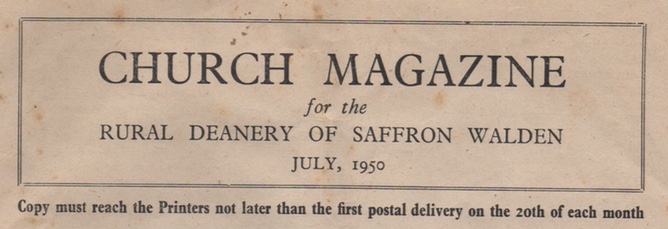 CHURCH MAGAZINE
for the
RURAL DEANERY OF SAFFRON WALDEN
JULY, 1950
Copy must reach the Printers not later than the first postal delivery on the 20th of each month